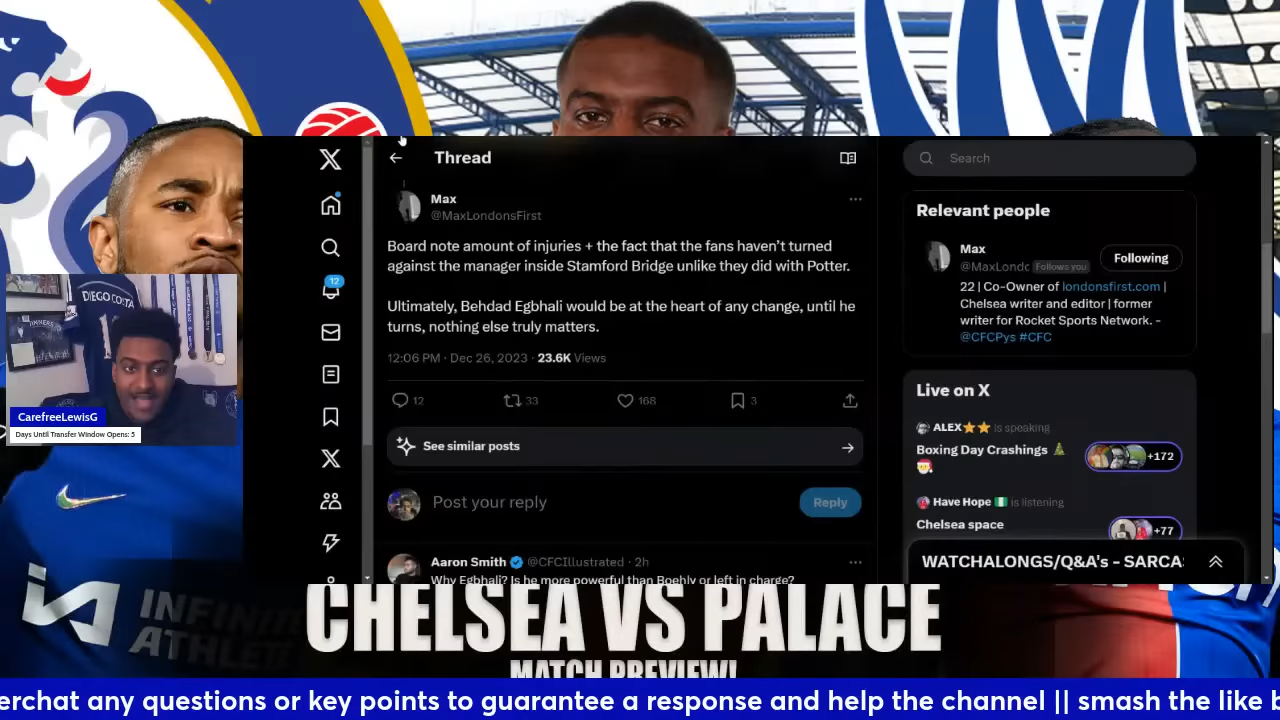 Thread
Search
Max
@MaxLondonsFirst
Board note amount of injuries + the fact that the fans haven’t turned
against the manager inside Stamford Bridge unlike they did with Potter.
Ultimately, Behdad Egbhali would be at the heart of any change, until he
turns, nothing else truly matters.
12:06 PM · Dec 26, 2023 · 23.6K Views
12
33
168
3
See similar posts
Post your reply
Reply
Aaron Smith @CFCIllustrated · 2h
Why Egbhali? Is he more powerful than Boehly or left in charge?
12
Relevant people
Max
@MaxLondc Follows you
Following
22 | Co-Owner of londonsfirst.com |
Chelsea writer and editor | former
writer for Rocket Sports Network. -
@CFCPys #CFC
Live on X
ALEX⭐⭐ is speaking
Boxing Day Crashings 🎄
🎅
+172
Have Hope 🇳🇬 is listening
Chelsea space
+77
WATCHALONGS/Q&A's - SARCA
DIEGO COSTA
CarefreeLewisG
Days Until Transfer Window Opens: 5
INFINITE
ATHLETE
CHELSEA VS PALACE
MATCH PREVIEW!
erchat any questions or key points to guarantee a response and help the channel || smash the like b